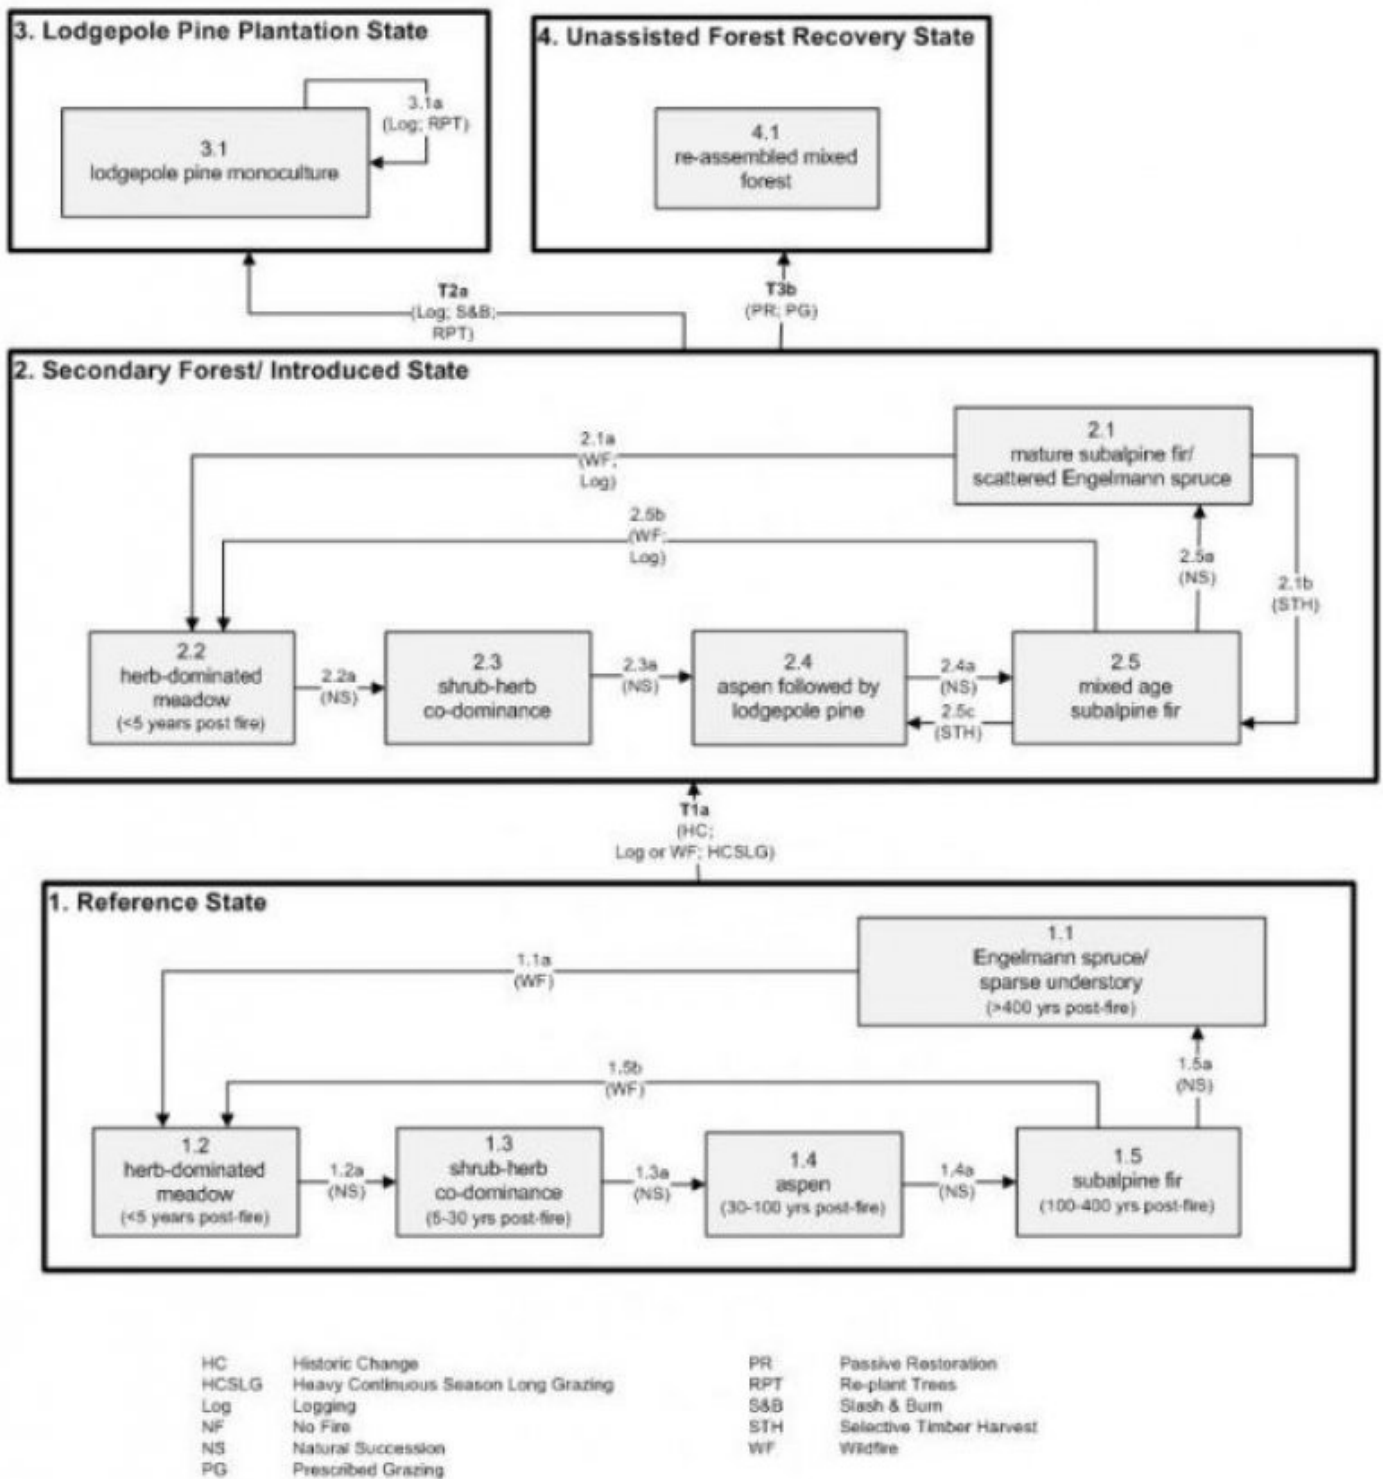 3. Lodgepole Pine Plantation State
3.1a
(Log; RPT)
3.1
lodgepole pine monoculture
4. Unassisted Forest Recovery State
4.1
re-assembled mixed
forest
T2a
(Log; S&B;
RPT)
T3b
(PR; PG)
2. Secondary Forest/ Introduced State
2.1
mature subalpine fir/
scattered Engelmann spruce
2.1a
(WF;
Log)
2.5b
(WF;
Log)
2.5a
(NS)
2.1b
(STH)
2.2
herb-dominated
meadow
(<5 years post fire)
2.2a
(NS)
2.3
shrub-herb
co-dominance
2.3a
(NS)
2.4
aspen followed by
lodgepole pine
2.4a
(NS)
2.5c
(STH)
2.5
mixed age
subalpine fir
T1a
(HC;
Log or WF; HCSLG)
1. Reference State
1.1
Engelmann spruce/
sparse understory
(>400 yrs post-fire)
1.1a
(WF)
1.5b
(WF)
1.5a
(NS)
1.2
herb-dominated
meadow
(<5 years post-fire)
1.2a
(NS)
1.3
shrub-herb
co-dominance
(5-30 yrs post-fire)
1.3a
(NS)
1.4
aspen
(30-100 yrs post-fire)
1.4a
(NS)
1.5
subalpine fir
(100-400 yrs post-fire)
HC Historic Change
HCSLG Heavy Continuous Season Long Grazing
Log Logging
NF No Fire
NS Natural Succession
PG Prescribed Grazing
PR Passive Restoration
RPT Re-plant Trees
S&B Slash & Burn
STH Selective Timber Harvest
WF Wildfire